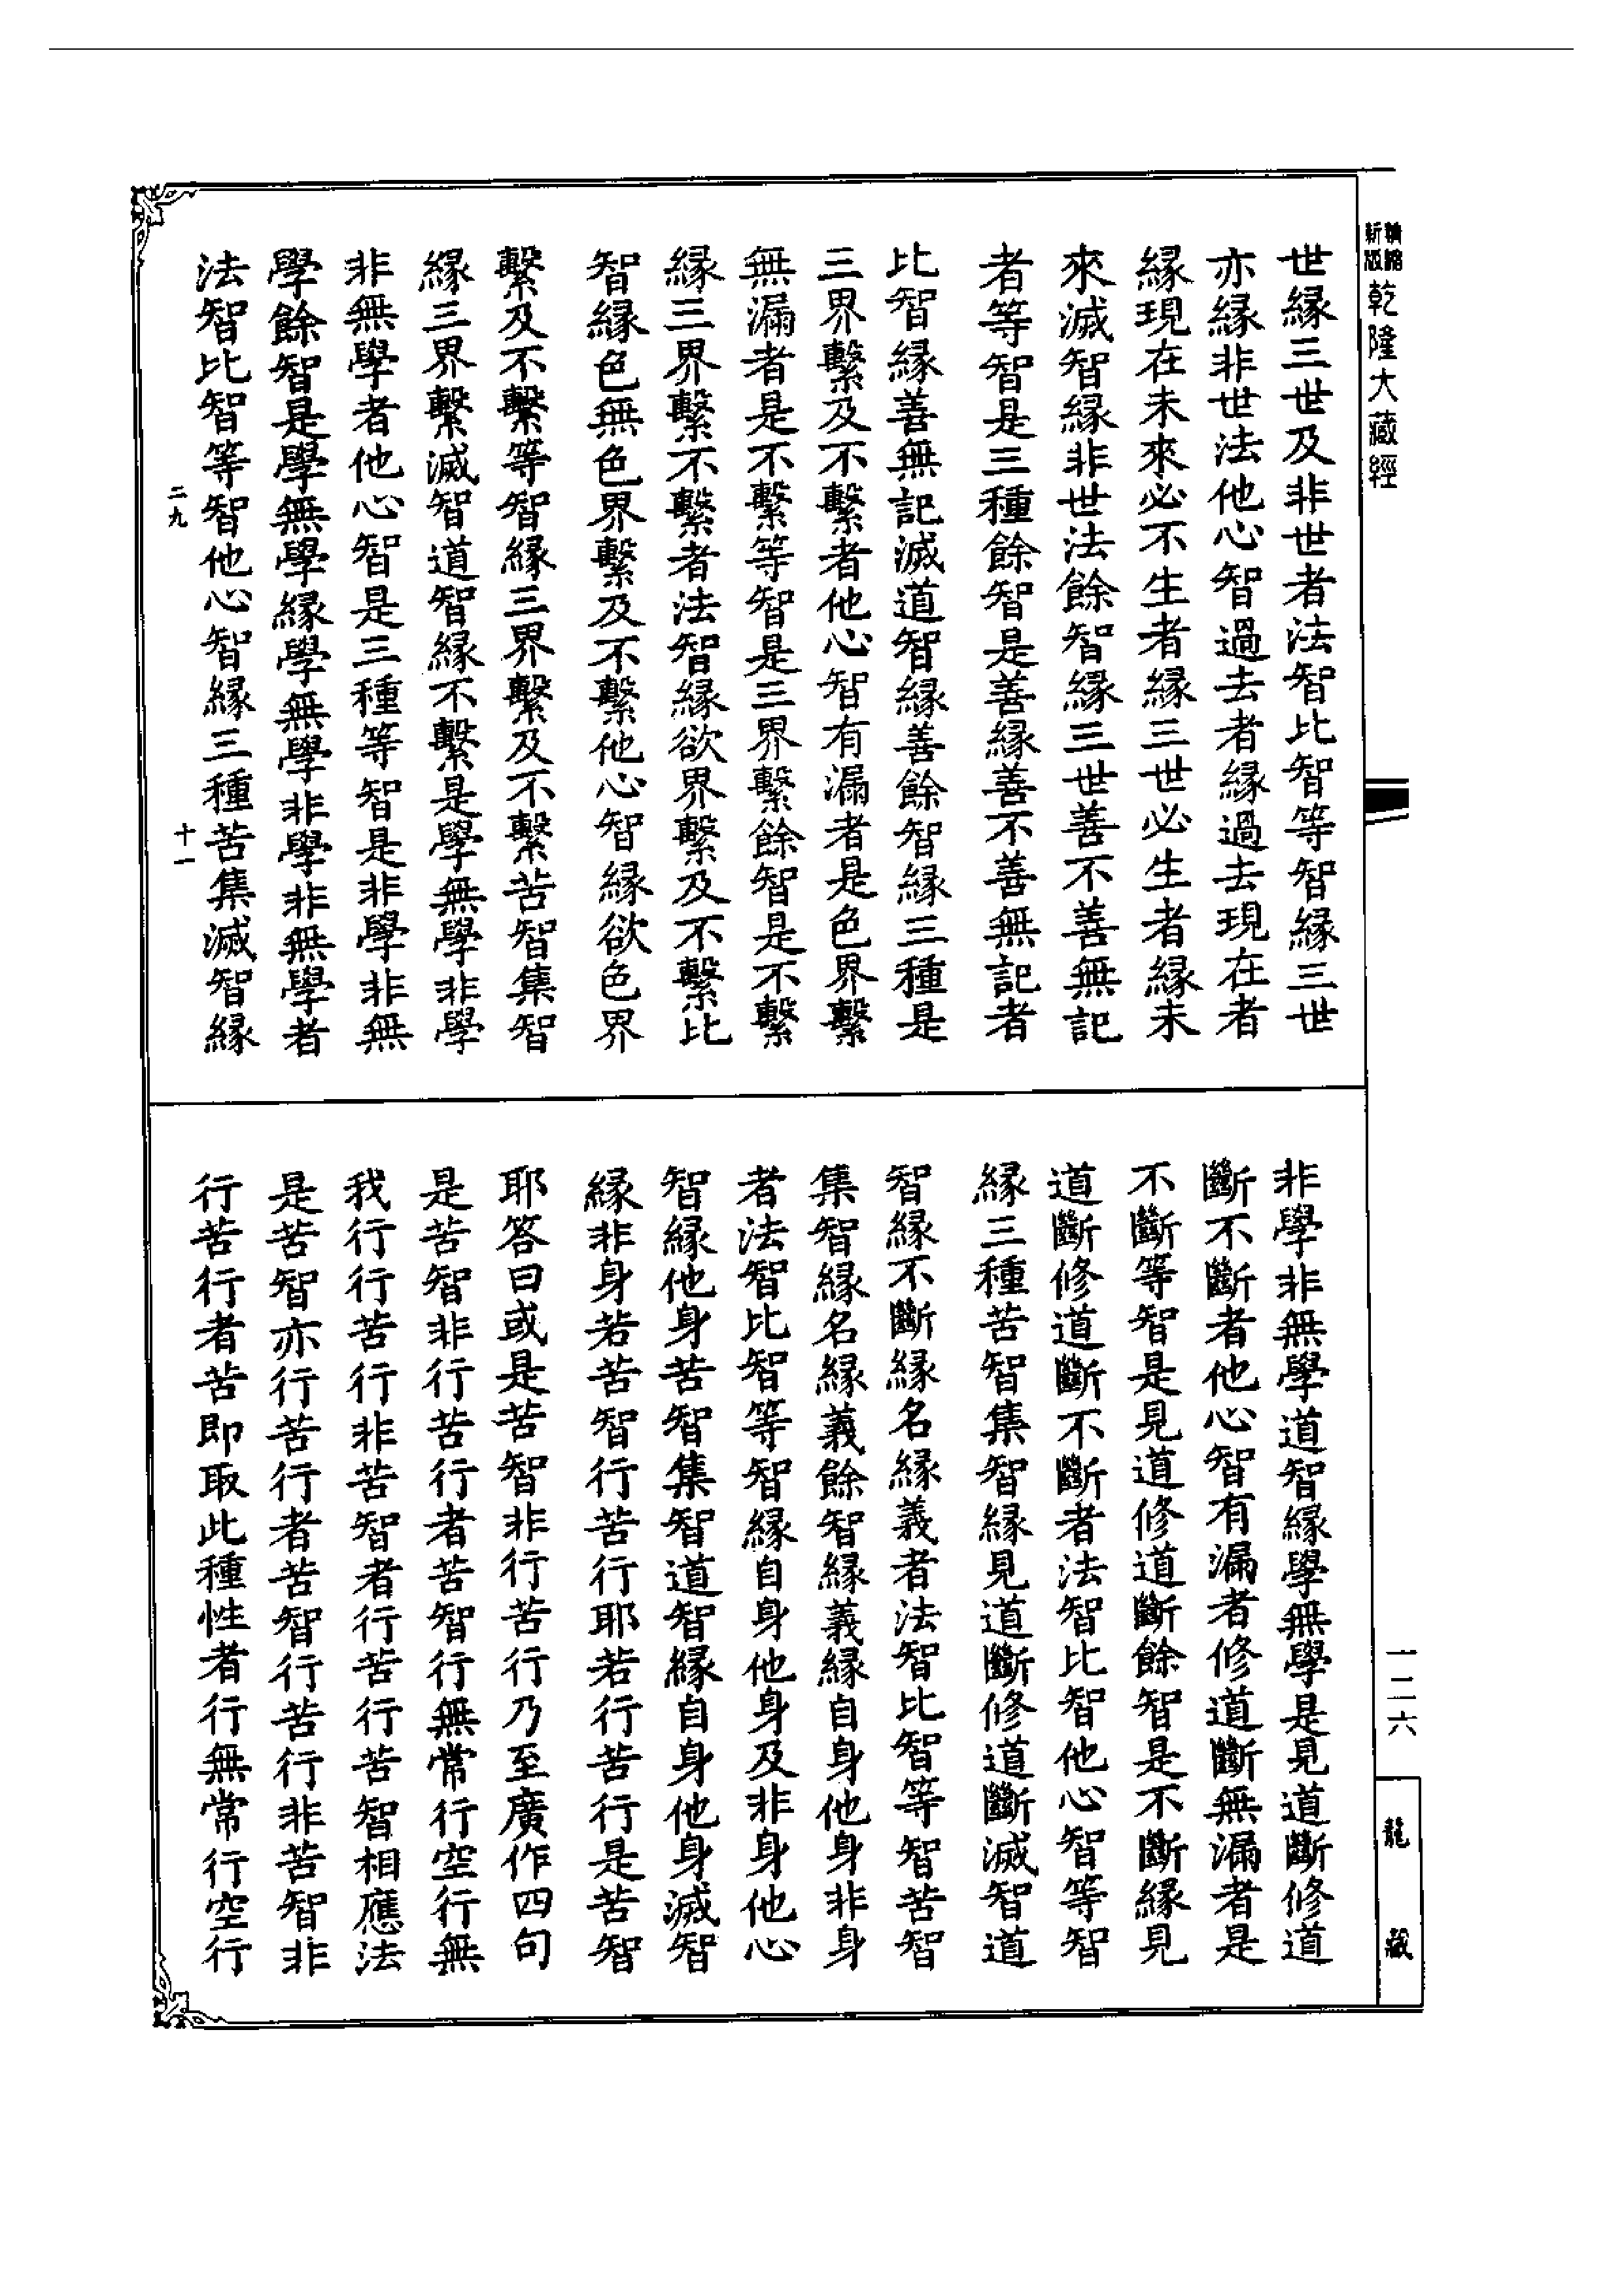 新版
乾隆大藏經
世緣三世及非世者法智比智等智緣三世
亦緣非世法他心智過去者緣過去現在者
緣現在未來必不生者緣三世必生者緣未
來滅智緣非世法餘智緣三世善不善無記
者等智是三種餘智是善緣善不善無記者
比智緣善無記滅道智緣善餘智緣三種是
三界繫及不繫者他心智有漏者是色界繫
無漏者是不繫等智是三界繫餘智是不繫
緣三界繫不繫者法智緣欲界繫及不繫比
智緣色無色界繫及不繫他心智緣欲色界
繫及不繫等智緣三界繫及不繫苦智集智
緣三界繫滅智道智緣不繫是學無學非學
非無學者他心智是三種等智是非學非無
學餘智是學無學緣學無學非學非無學者
法智比智等智他心智緣三種苦集滅智緣
二九
十一
非學非無學道智緣學無學是見道斷修道
斷不斷者他心智有漏者修道斷無漏者是
不斷等智是見道修道斷餘智是不斷緣見
道斷修道斷不斷者法智比智他心智等智
緣三種苦智集智緣見道斷修道斷滅智道
智緣不斷緣名緣義者法智比智等智苦智
集智緣名緣義餘智緣義緣自身他身非身
者法智比智等智緣自身他身及非身他心
智緣他身苦智集智道智緣自身他身滅智
緣非身若苦智行苦行耶若行苦行是苦智
耶答曰或是苦智非行苦行乃至廣作四句
是苦智非行苦行者苦智行無常行空行無
我行行苦行非苦智者行苦行苦智相應法
是苦智亦行苦行者苦智行苦行非苦智非
行苦行者苦即取此種性者行無常行空行
一二六
龍藏